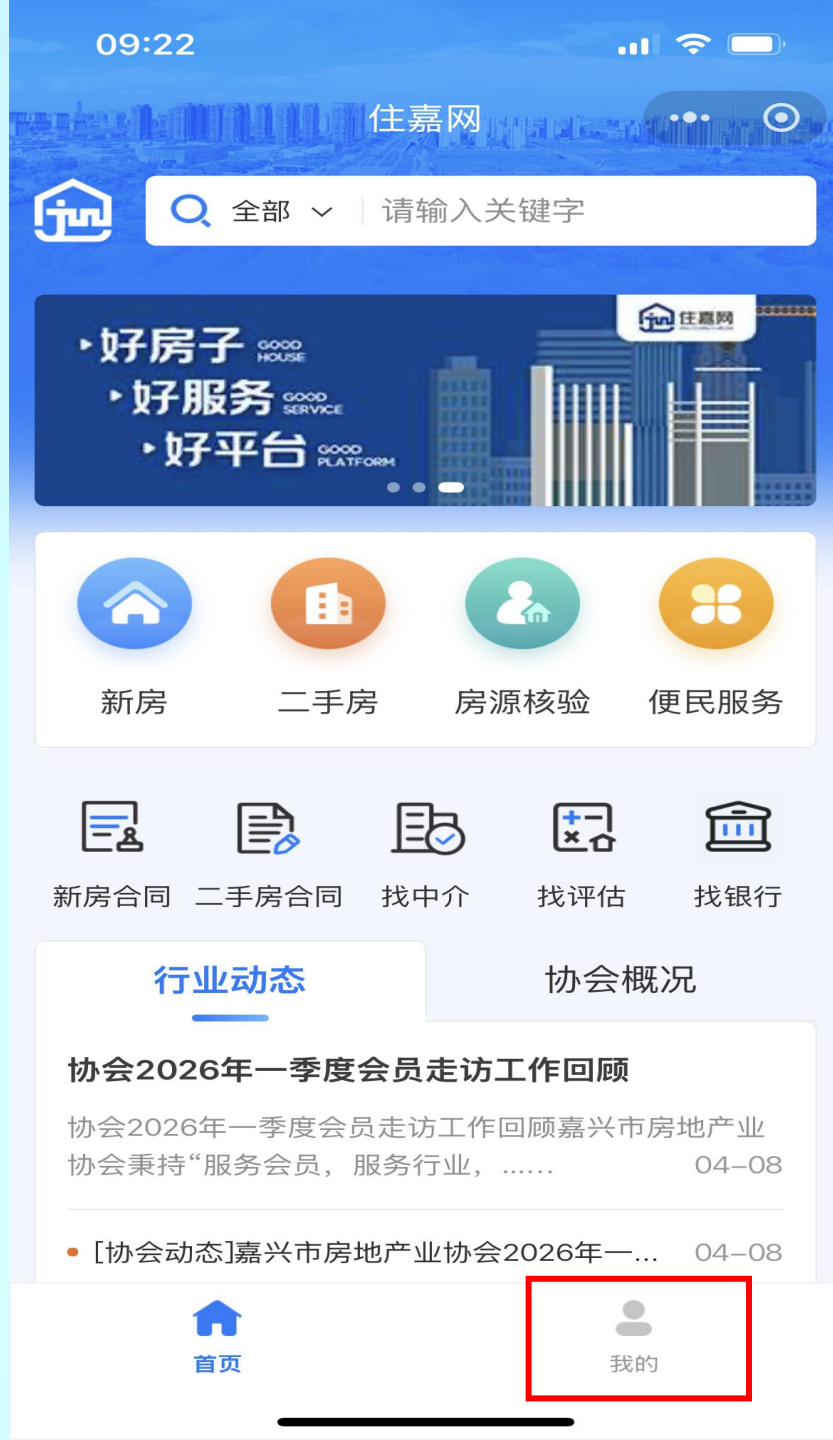 09:22
住嘉网
全部 请输入关键字
住嘉网
好房子 GOOD HOUSE
好服务 GOOD SERVICE
好平台 GOOD PLATFORM
新房 二手房 房源核验 便民服务
新房合同 二手房合同 找中介 找评估 找银行
行业动态 协会概况
协会2026年一季度会员走访工作回顾
协会2026年一季度会员走访工作回顾嘉兴市房地产业
协会秉持“服务会员，服务行业，…… 04-08
[协会动态]嘉兴市房地产业协会2026年一... 04-08
首页 我的